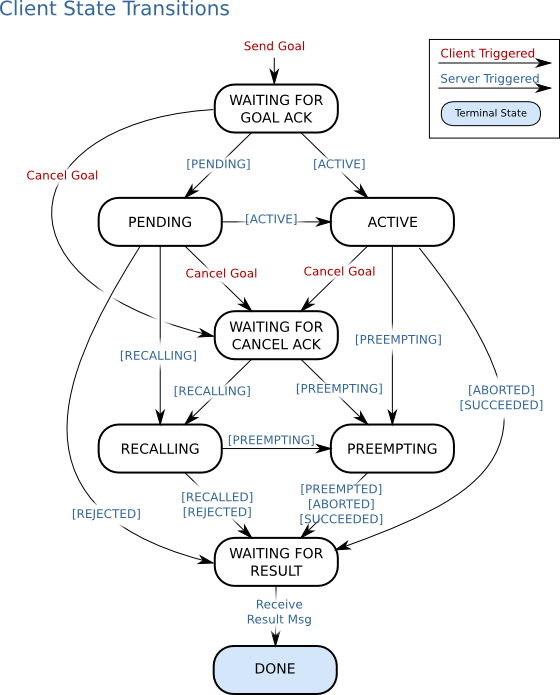 Client State Transitions
Send Goal
Client Triggered
Server Triggered
Terminal State
WAITING FOR
GOAL ACK
[PENDING]
[ACTIVE]
Cancel Goal
PENDING
[ACTIVE]
ACTIVE
Cancel Goal
Cancel Goal
WAITING FOR
CANCEL ACK
[RECALLING]
[PREEMPTING]
[RECALLING]
[PREEMPTING]
[ABORTED]
[SUCCEEDED]
RECALLING
[PREEMPTING]
PREEMPTING
[REJECTED]
[RECALLED]
[REJECTED]
[PREEMPTED]
[ABORTED]
[SUCCEEDED]
WAITING FOR
RESULT
Receive
Result Msg
DONE